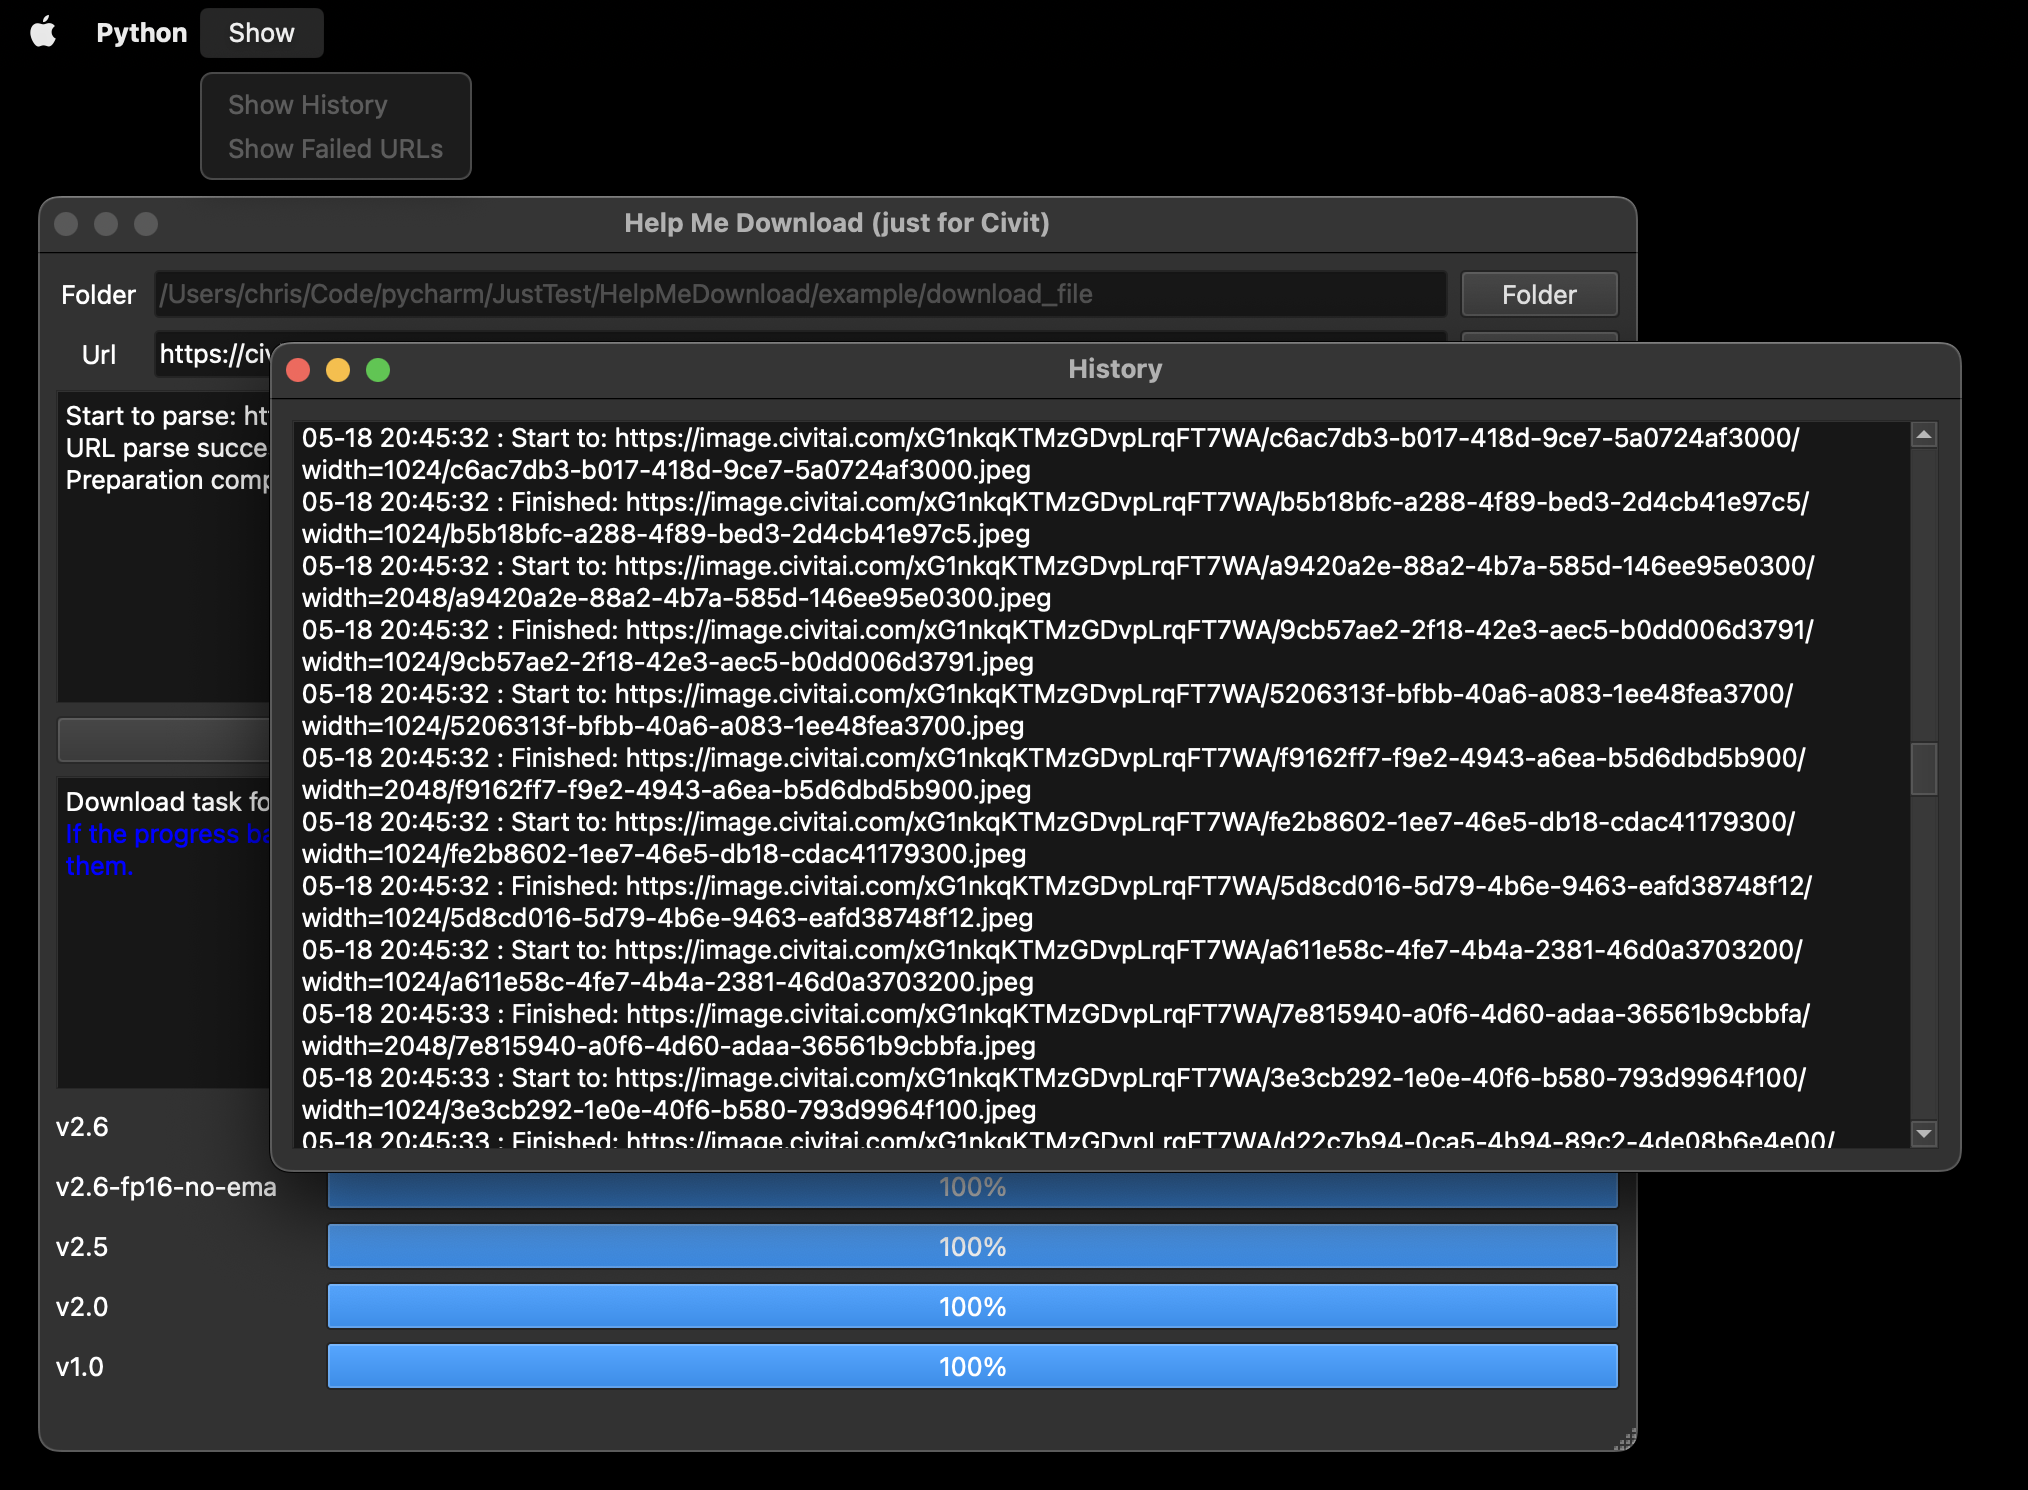 Python Show
Show History
Show Failed URLs
Help Me Download (just for Civit)
Folder /Users/chris/Code/pycharm/JustTest/HelpMeDownload/example/download_file Folder
Url https://civ
History
Start to parse: ht
URL parse succe
Preparation comp
05-18 20:45:32 : Start to: https://image.civitai.com/xG1nkqKTMzGDvpLrqFT7WA/c6ac7db3-b017-418d-9ce7-5a0724af3000/
width=1024/c6ac7db3-b017-418d-9ce7-5a0724af3000.jpeg
05-18 20:45:32 : Finished: https://image.civitai.com/xG1nkqKTMzGDvpLrqFT7WA/b5b18bfc-a288-4f89-bed3-2d4cb41e97c5/
width=1024/b5b18bfc-a288-4f89-bed3-2d4cb41e97c5.jpeg
05-18 20:45:32 : Start to: https://image.civitai.com/xG1nkqKTMzGDvpLrqFT7WA/a9420a2e-88a2-4b7a-585d-146ee95e0300/
width=2048/a9420a2e-88a2-4b7a-585d-146ee95e0300.jpeg
05-18 20:45:32 : Finished: https://image.civitai.com/xG1nkqKTMzGDvpLrqFT7WA/9cb57ae2-2f18-42e3-aec5-b0dd006d3791/
width=1024/9cb57ae2-2f18-42e3-aec5-b0dd006d3791.jpeg
05-18 20:45:32 : Start to: https://image.civitai.com/xG1nkqKTMzGDvpLrqFT7WA/5206313f-bfbb-40a6-a083-1ee48fea3700/
width=1024/5206313f-bfbb-40a6-a083-1ee48fea3700.jpeg
05-18 20:45:32 : Finished: https://image.civitai.com/xG1nkqKTMzGDvpLrqFT7WA/f9162ff7-f9e2-4943-a6ea-b5d6dbd5b900/
width=2048/f9162ff7-f9e2-4943-a6ea-b5d6dbd5b900.jpeg
05-18 20:45:32 : Start to: https://image.civitai.com/xG1nkqKTMzGDvpLrqFT7WA/fe2b8602-1ee7-46e5-db18-cdac41179300/
width=1024/fe2b8602-1ee7-46e5-db18-cdac41179300.jpeg
05-18 20:45:32 : Finished: https://image.civitai.com/xG1nkqKTMzGDvpLrqFT7WA/5d8cd016-5d79-4b6e-9463-eafd38748f12/
width=1024/5d8cd016-5d79-4b6e-9463-eafd38748f12.jpeg
05-18 20:45:32 : Start to: https://image.civitai.com/xG1nkqKTMzGDvpLrqFT7WA/a611e58c-4fe7-4b4a-2381-46d0a3703200/
width=1024/a611e58c-4fe7-4b4a-2381-46d0a3703200.jpeg
05-18 20:45:33 : Finished: https://image.civitai.com/xG1nkqKTMzGDvpLrqFT7WA/7e815940-a0f6-4d60-adaa-36561b9cbbfa/
width=2048/7e815940-a0f6-4d60-adaa-36561b9cbbfa.jpeg
05-18 20:45:33 : Start to: https://image.civitai.com/xG1nkqKTMzGDvpLrqFT7WA/3e3cb292-1e0e-40f6-b580-793d9964f100/
width=1024/3e3cb292-1e0e-40f6-b580-793d9964f100.jpeg
05-18 20:45:33 : Finished: https://image.civitai.com/xG1nkqKTMzGDvpLrqFT7WA/d22c7b94-0ca5-4b94-89c2-4de08b6e4e00/
Download task fo
If the progress ba
them.
v2.6
v2.6-fp16-no-ema 100%
v2.5 100%
v2.0 100%
v1.0 100%